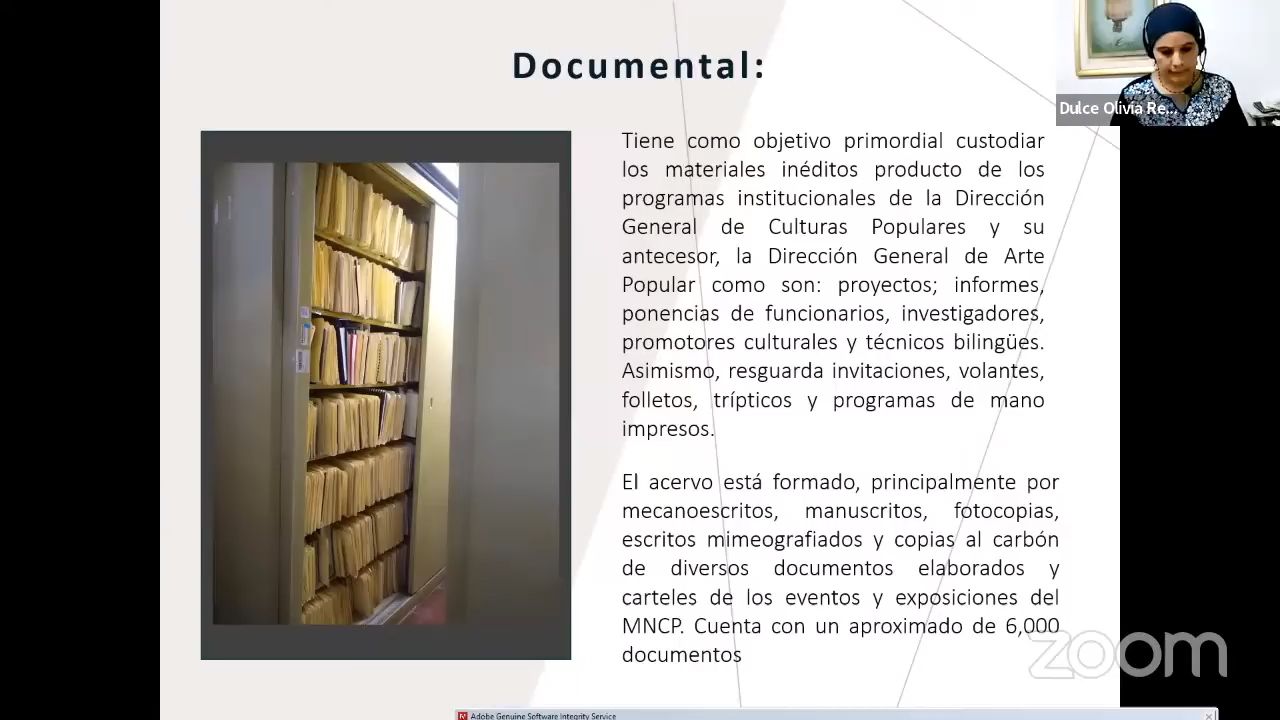 Documental:
Dulce Olivia Re...
Tiene como objetivo primordial custodiar
los materiales inéditos producto de los
programas institucionales de la Dirección
General de Culturas Populares y su
antecesor, la Dirección General de Arte
Popular como son: proyectos; informes,
ponencias de funcionarios, investigadores,
promotores culturales y técnicos bilingües.
Asimismo, resguarda invitaciones, volantes,
folletos, trípticos y programas de mano
impresos.
El acervo está formado, principalmente por
mecanoescritos, manuscritos, fotocopias,
escritos mimeografiados y copias al carbón
de diversos documentos elaborados y
carteles de los eventos y exposiciones del
MNCP. Cuenta con un aproximado de 6,000
documentos
zoom
Adobe Genuine Software Integrity Service